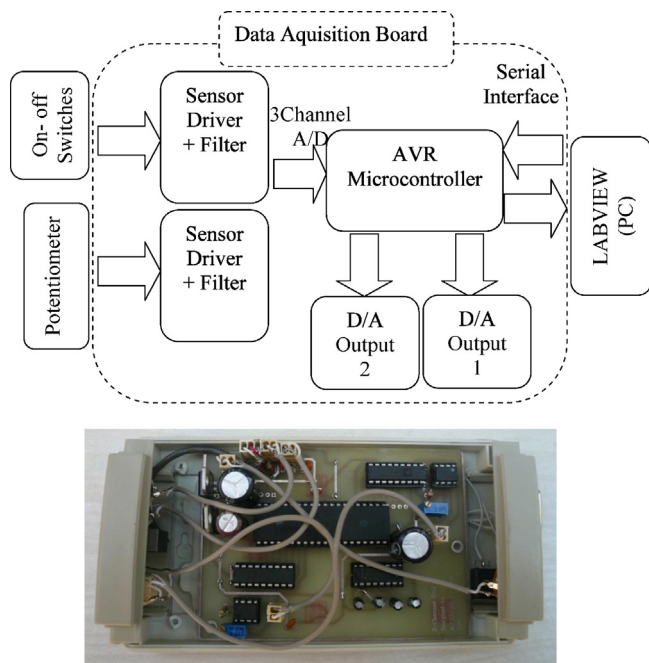 Data Aquisition Board
On- off
Switches
Sensor
Driver
+ Filter
3Channel
A/D
AVR
Microcontroller
Serial
Interface
LABVIEW
(PC)
Potentiometer
Sensor
Driver
+ Filter
D/A
Output
2
D/A
Output
1